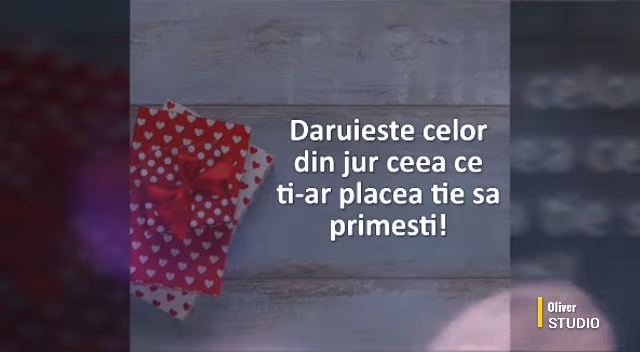 Daruieste celor
din jur ceea ce
ti-ar placea tie sa
primesti!
Oliver
STUDIO